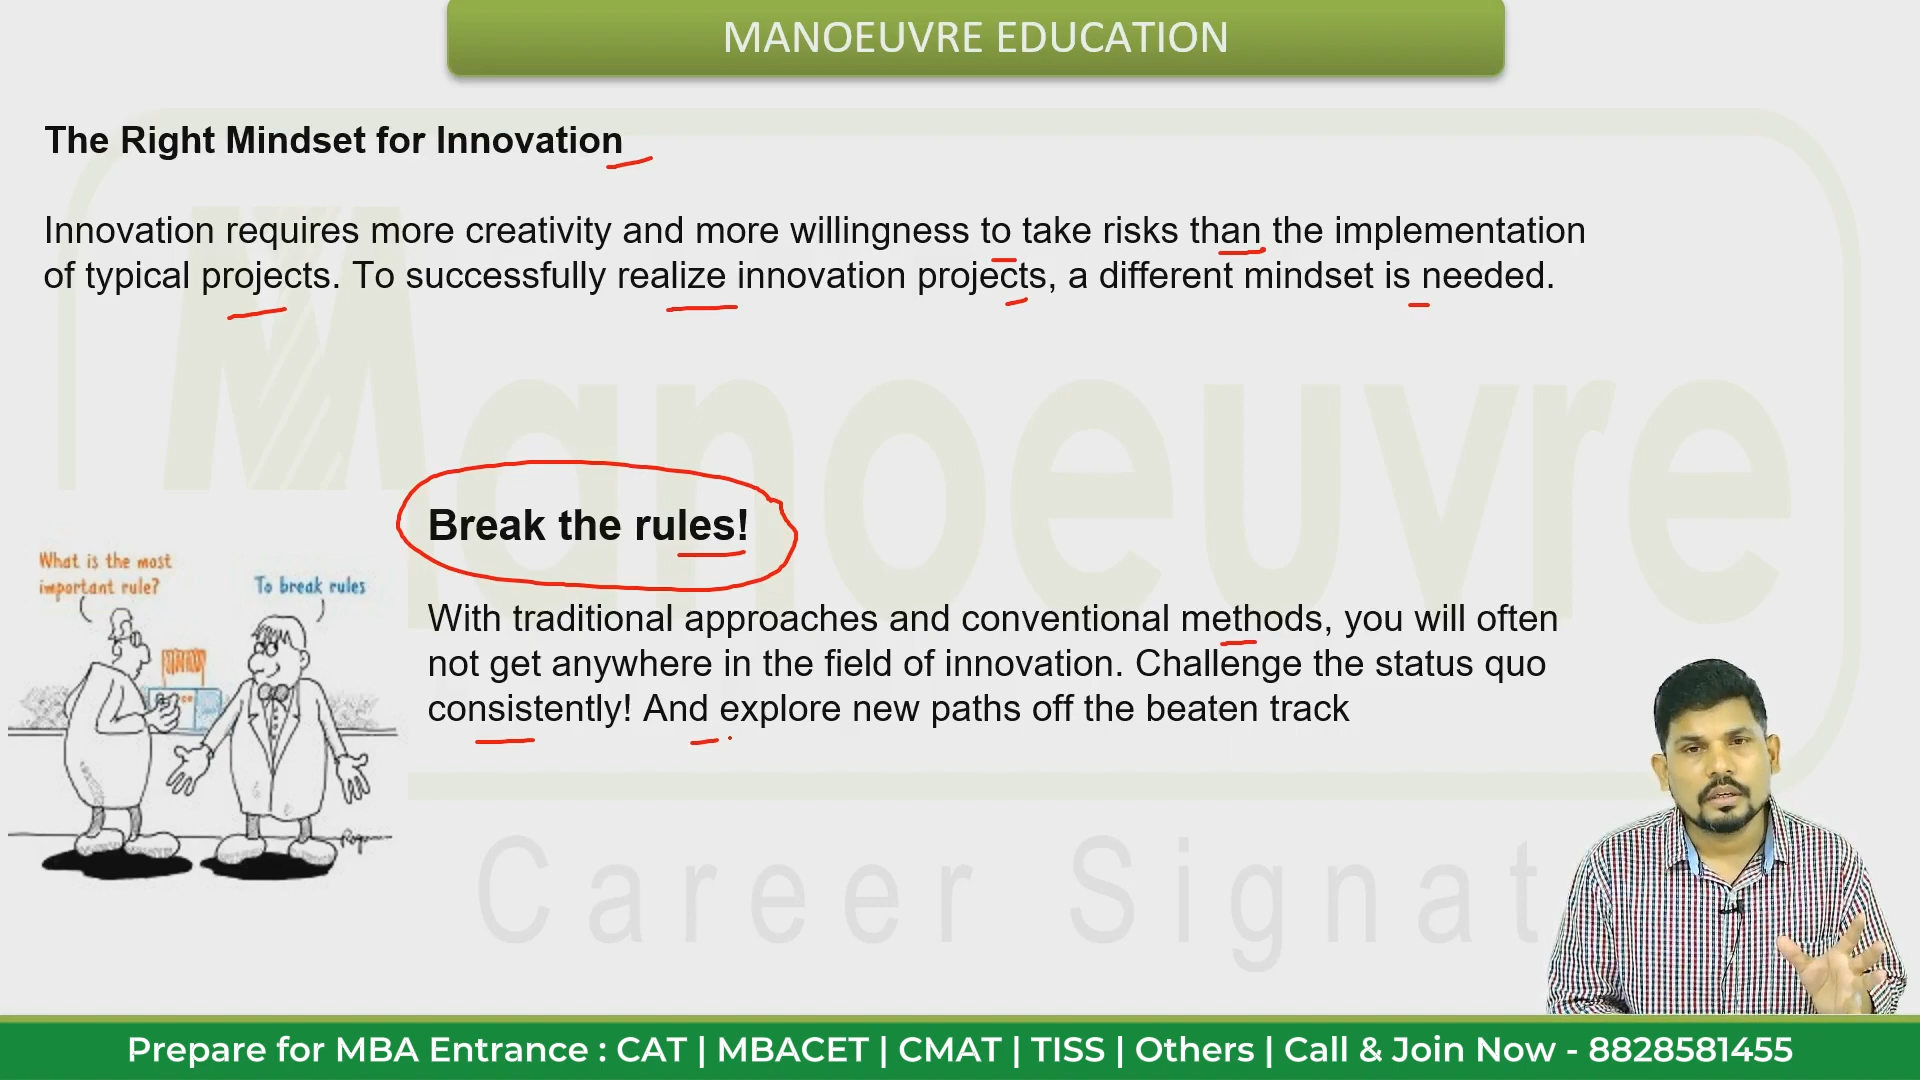 MANOEUVRE EDUCATION
The Right Mindset for Innovation
Innovation requires more creativity and more willingness to take risks than the implementation
of typical projects. To successfully realize innovation projects, a different mindset is needed.
Manoeuvre
Break the rules!
What is the most
important rule?
To break rules
With traditional approaches and conventional methods, you will often
not get anywhere in the field of innovation. Challenge the status quo
consistently! And explore new paths off the beaten track
Career Signat
Prepare for MBA Entrance : CAT | MBACET | CMAT | TISS | Others | Call & Join Now - 8828581455